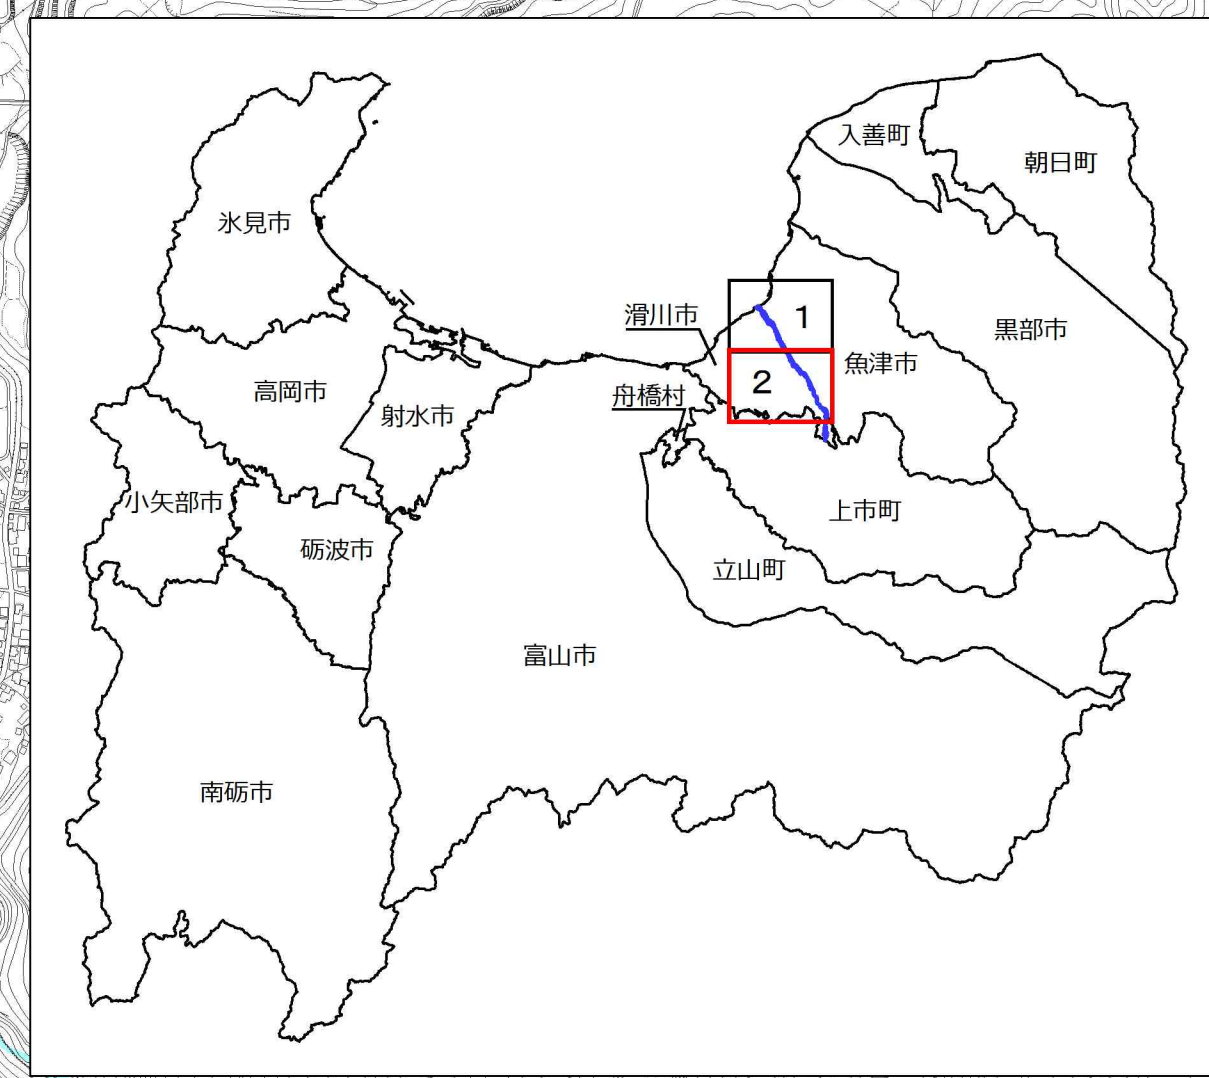 入善町
朝日町
氷見市
滑川市
1
黒部市
魚津市
2
舟橋村
高岡市
射水市
小矢部市
上市町
砺波市
立山町
富山市
南砺市